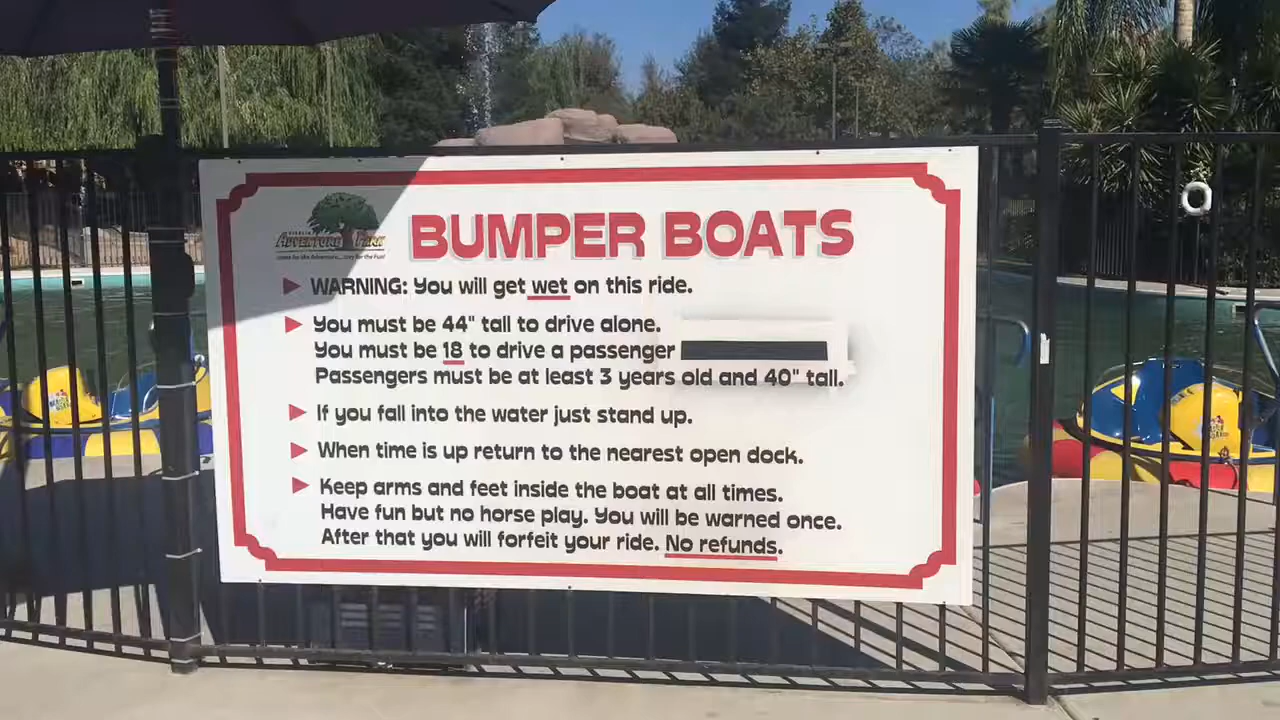 ADVENTURE PARK
BUMPER BOATS
WARNING: You will get wet on this ride.
You must be 44" tall to drive alone.
You must be 18 to drive a passenger
Passengers must be at least 3 years old and 40" tall.
If you fall into the water just stand up.
When time is up return to the nearest open dock.
Keep arms and feet inside the boat at all times.
Have fun but no horse play. You will be warned once.
After that you will forfeit your ride. No refunds.